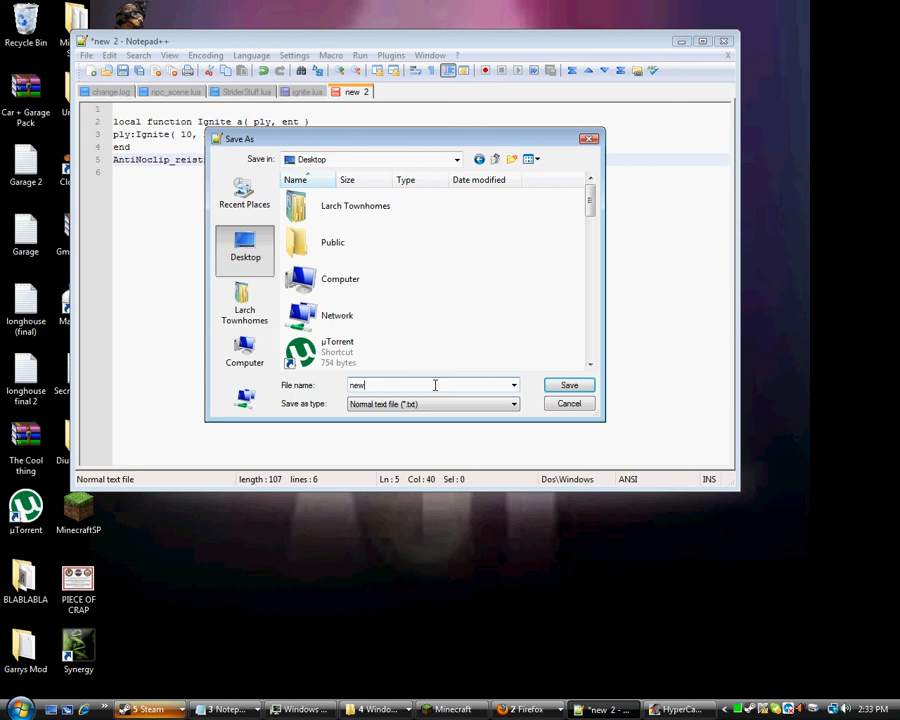 Recycle Bin
Car + Garage
Pack
Garage 2
Garage
longhouse
(final)
longhouse
final 2
The Cool
thing
µTorrent
MinecraftSP
BLABLABLA
PIECE OF
CRAP
Garrys Mod
Synergy
*new 2 - Notepad++
File Edit Search View Encoding Language Settings Macro Run Plugins Window ?
X
change.log
npc_scene.lua
StriderStuff.lua
ignite.lua
new 2
1
2 local function Ignite a( ply, ent )
3 ply:Ignite( 10,
4 end
5
6
Save As
Save in: Desktop
Name Size Type Date modified
Recent Places
Desktop
Larch
Townhomes
Computer
Larch Townhomes
Public
Computer
Network
µTorrent
Shortcut
754 bytes
File name: new
Save
Save as type: Normal text file (*.txt)
Cancel
Normal text file length : 107 lines : 6 Ln : 5 Col : 40 Sel : 0 Dos\Windows ANSI INS
5 Steam
3 Notep...
Windows ...
4 Windo...
Minecraft
2 Firefox
*new 2 - ...
HyperCa...
2:33 PM